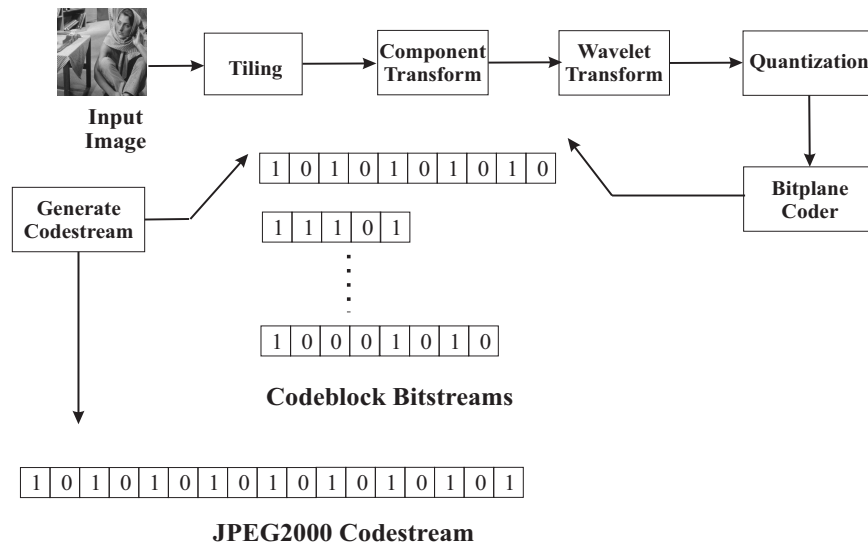 Input
Image
Tiling
Component
Transform
Wavelet
Transform
Quantization
Bitplane
Coder
1 0 1 0 1 0 1 0 1 0
1 1 1 0 1
1 0 0 0 1 0 1 0
Codeblock Bitstreams
Generate
Codestream
1 0 1 0 1 0 1 0 1 0 1 0 1 0 1 0 1
JPEG2000 Codestream